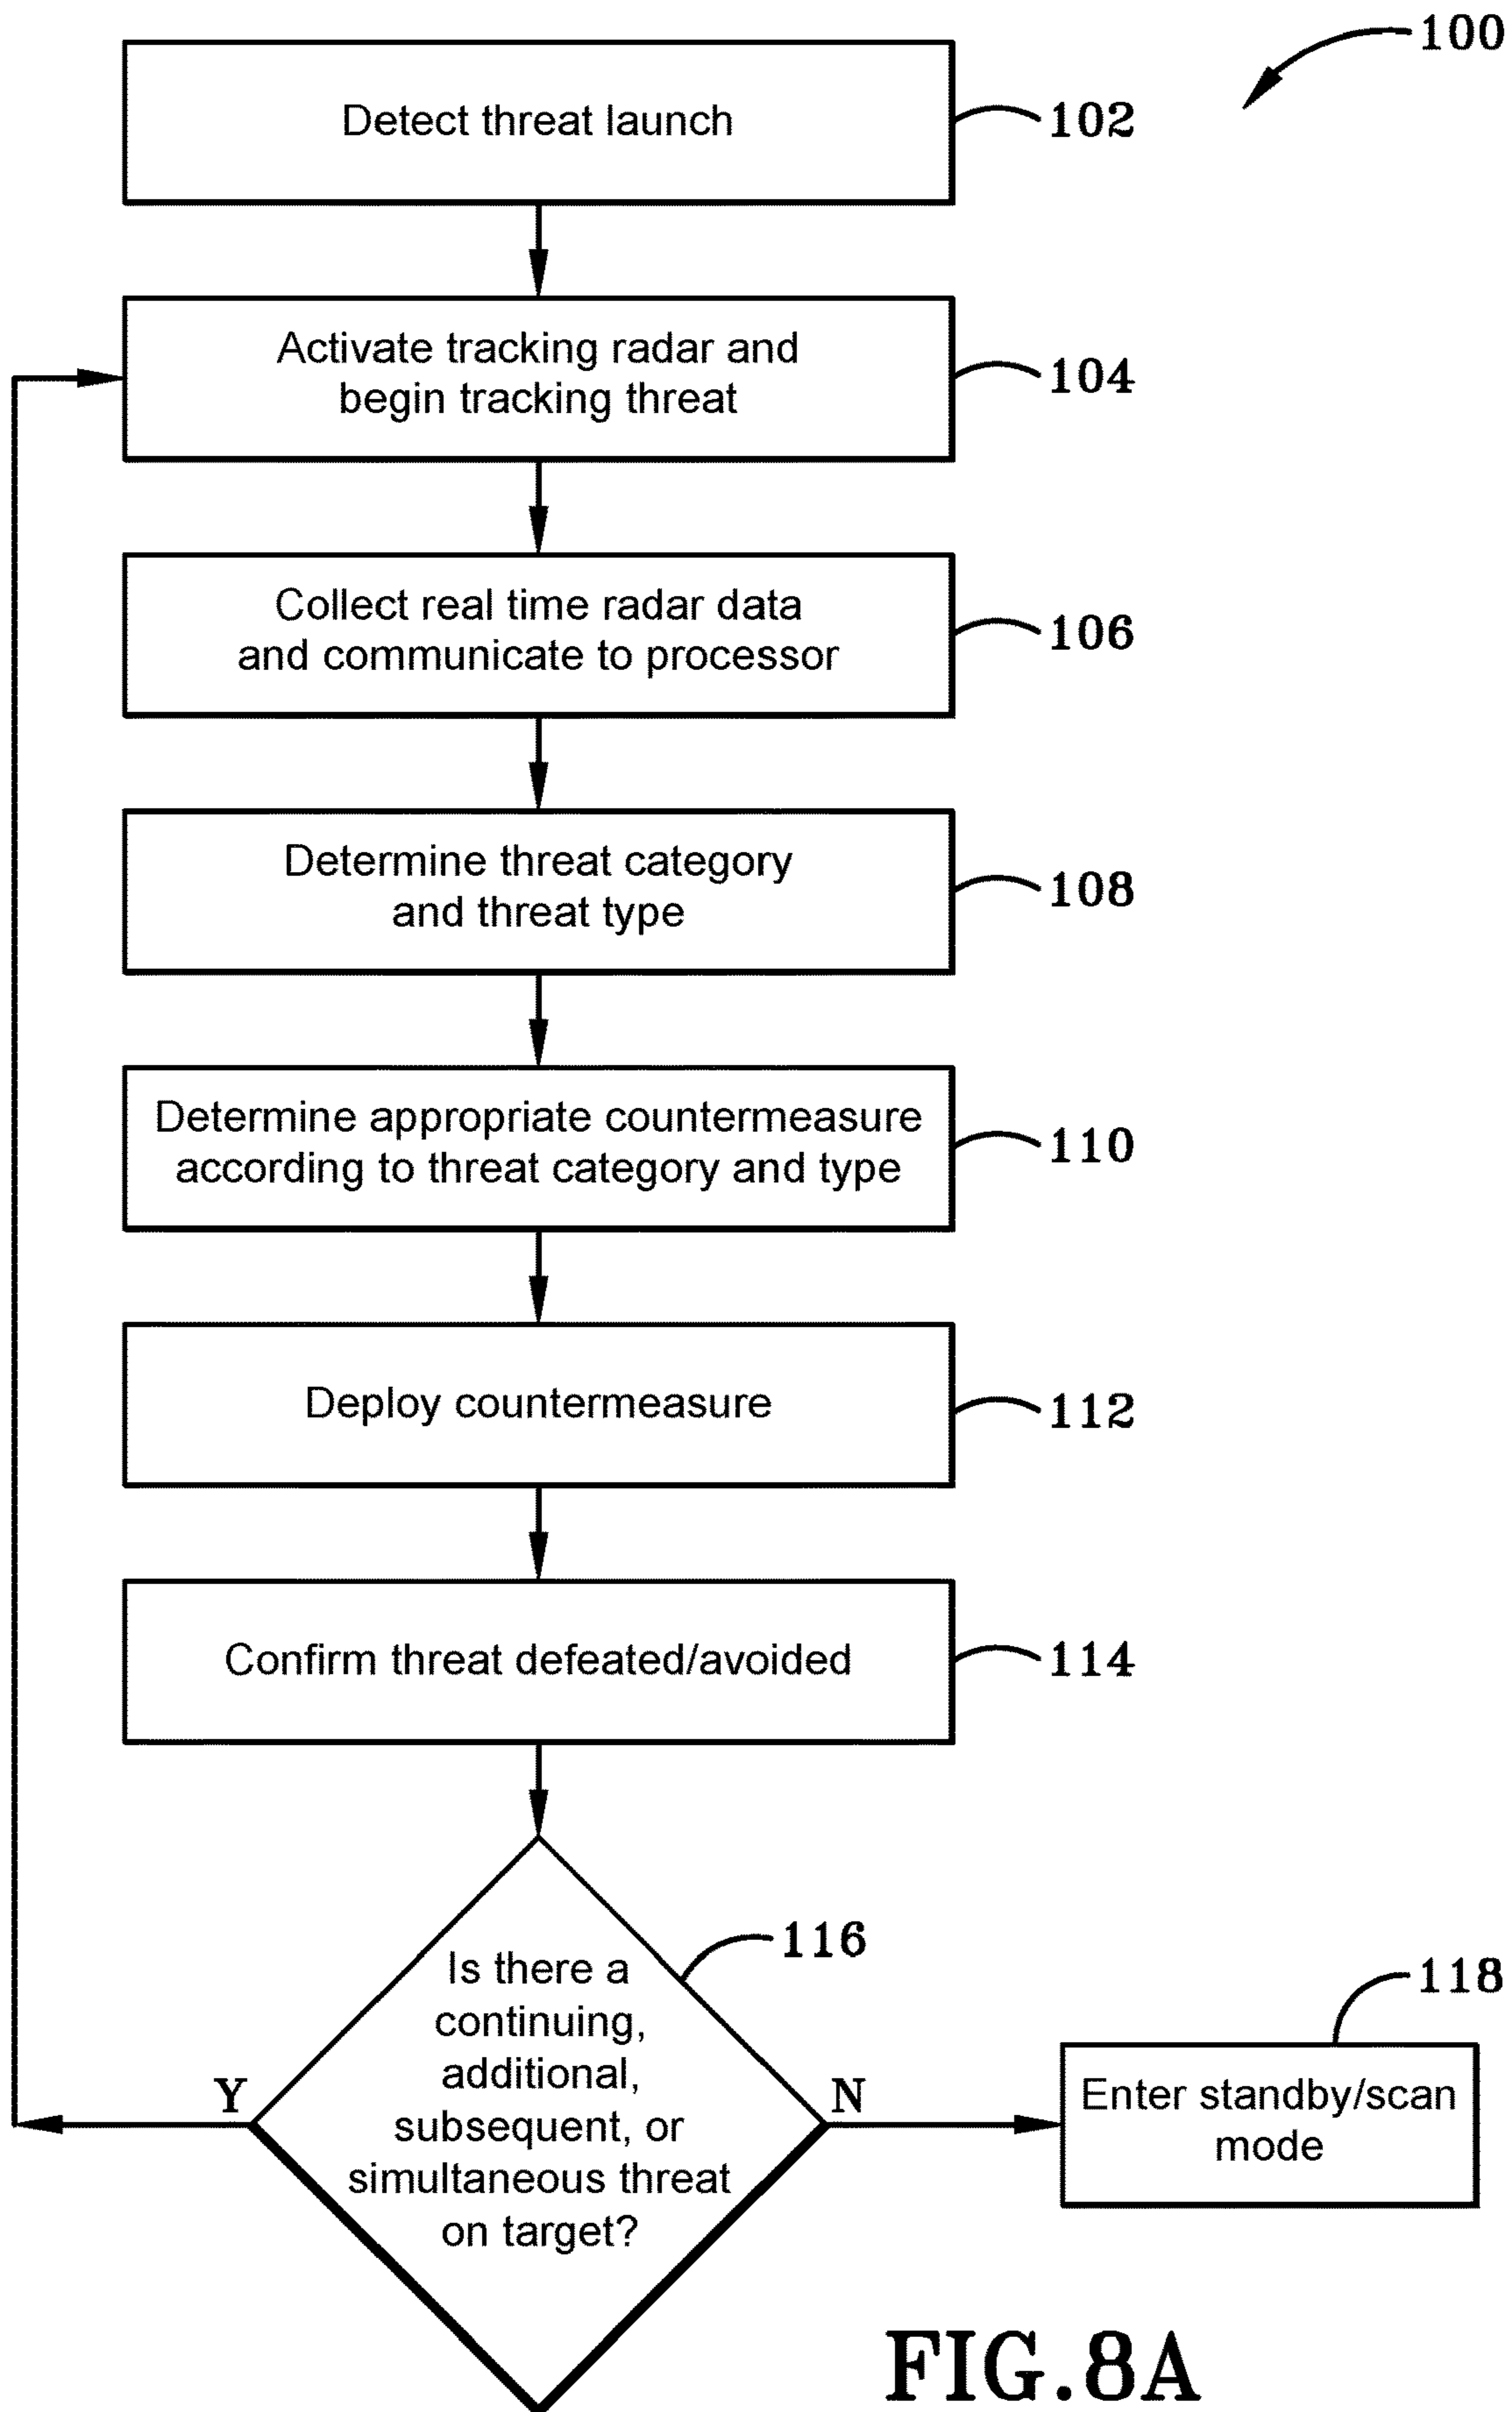 100
Detect threat launch
102
Activate tracking radar and
begin tracking threat
104
Collect real time radar data
and communicate to processor
106
Determine threat category
and threat type
108
Determine appropriate countermeasure
according to threat category and type
110
Deploy countermeasure
112
Confirm threat defeated/avoided
114
116
Is there a
continuing,
additional,
subsequent, or
simultaneous threat
on target?
Y
N
118
Enter standby/scan
mode
FIG.8A